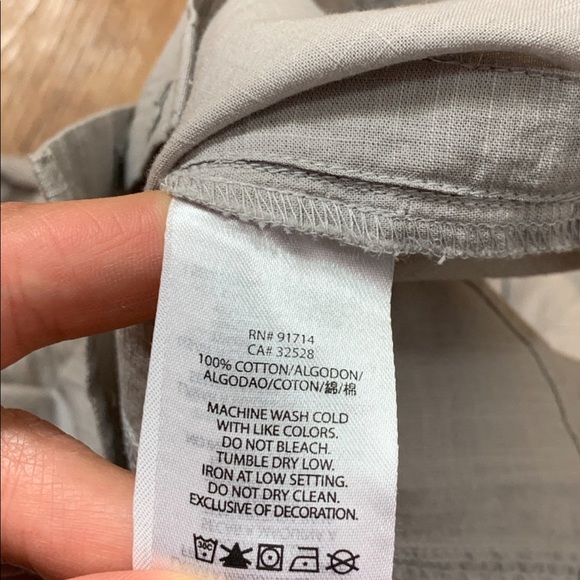 RN# 91714
CA# 32528
100% COTTON/ALGODON/
ALGODAO/COTON/綿/棉
MACHINE WASH COLD
WITH LIKE COLORS.
DO NOT BLEACH.
TUMBLE DRY LOW.
IRON AT LOW SETTING.
DO NOT DRY CLEAN.
EXCLUSIVE OF DECORATION.
30C